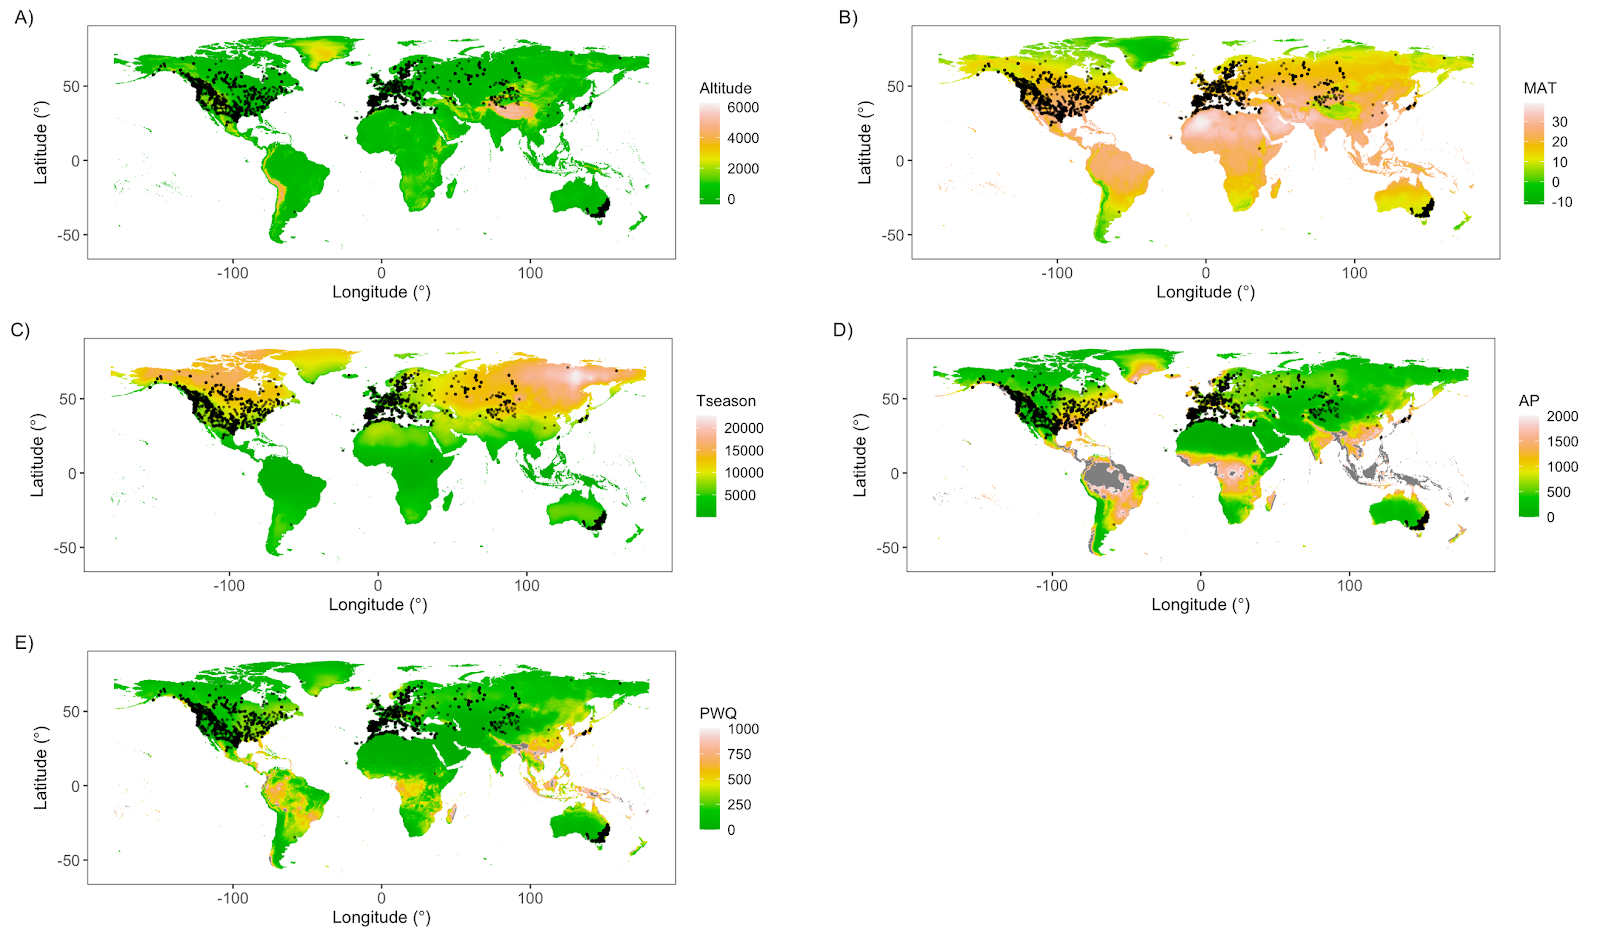 A)
Latitude (°)
50
0
-50
-100
0
100
Longitude (°)
Altitude
6000
4000
2000
0
B)
Latitude (°)
50
0
-50
-100
0
100
Longitude (°)
MAT
30
20
10
0
-10
C)
Latitude (°)
50
0
-50
-100
0
100
Longitude (°)
Tseason
20000
15000
10000
5000
D)
Latitude (°)
50
0
-50
-100
0
100
Longitude (°)
AP
2000
1500
1000
500
0
E)
Latitude (°)
50
0
-50
-100
0
100
Longitude (°)
PWQ
1000
750
500
250
0